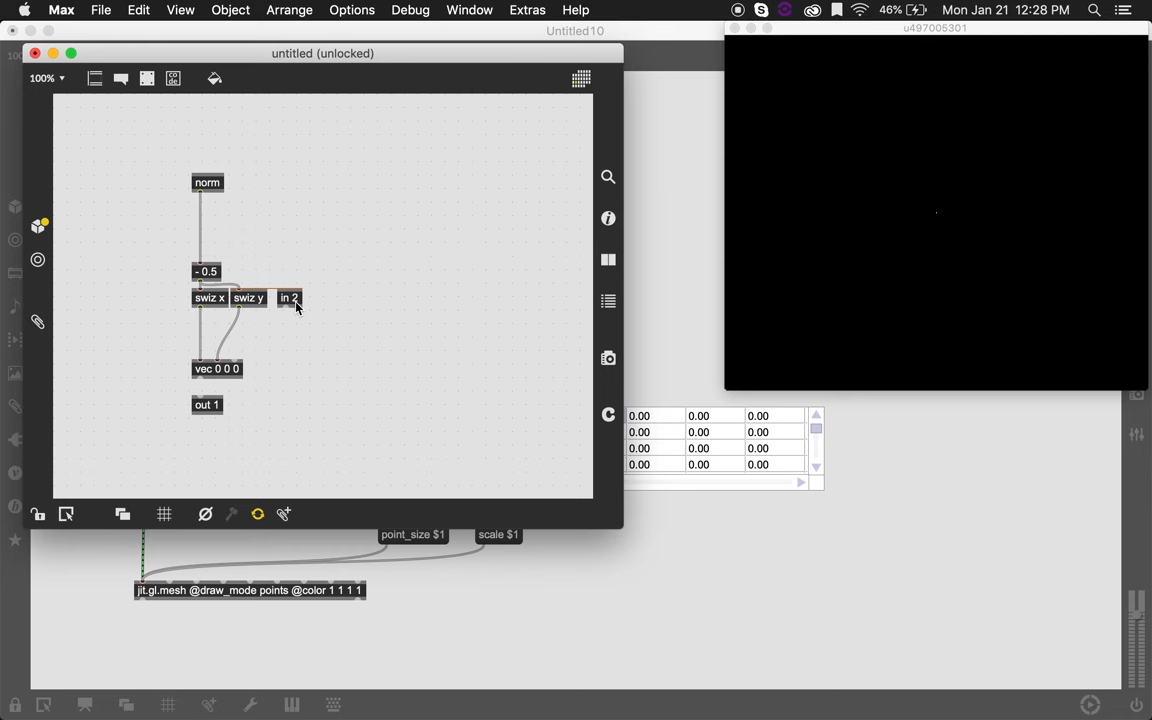 Max File Edit View Object Arrange Options Debug Window Extras Help
46% Mon Jan 21 12:28 PM
Untitled10
u497005301
untitled (unlocked)
100%
co
de
norm
- 0.5
swiz x swiz y in 2
vec 0 0 0
out 1
0.00 0.00 0.00
0.00 0.00 0.00
0.00 0.00 0.00
0.00 0.00 0.00
point_size $1 scale $1
jit.gl.mesh @draw_mode points @color 1 1 1 1